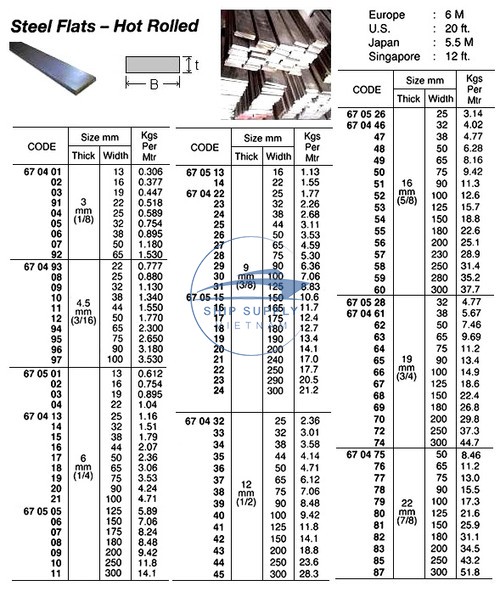 Steel Flats – Hot Rolled
t
B
Europe : 6 M
U.S. : 20 ft.
Japan : 5.5 M
Singapore : 12 ft.
CODE Size mm Kgs Per Mtr
Thick Width
67 04 01 13 0.306
02 16 0.377
03 19 0.447
91 3 mm (1/8) 22 0.518
04 25 0.589
05 32 0.754
06 38 0.895
07 50 1.180
92 65 1.530
67 04 93 22 0.777
08 25 0.880
09 32 1.130
10 38 1.340
11 4.5 mm (3/16) 44 1.550
12 50 1.770
94 65 2.300
95 75 2.650
96 90 3.180
97 100 3.530
67 05 01 13 0.612
02 16 0.754
03 19 0.895
04 22 1.04
67 04 13 25 1.16
14 32 1.51
15 38 1.79
16 44 2.07
17 6 mm (1/4) 50 2.36
18 65 3.06
19 75 3.53
20 90 4.24
21 100 4.71
67 05 05 125 5.89
06 150 7.06
07 175 8.24
08 180 8.48
09 200 9.42
10 250 11.8
11 300 14.1
CODE Size mm Kgs Per Mtr
Thick Width
67 05 13 16 1.13
14 22 1.55
67 04 22 25 1.77
23 32 2.26
24 38 2.68
25 44 3.11
26 50 3.53
27 65 4.59
28 75 5.30
29 9 mm (3/8) 90 6.36
30 100 7.06
31 125 8.83
67 05 15 150 10.6
16 165 11.7
17 175 12.4
18 180 12.7
19 190 13.4
20 200 14.1
21 240 17.0
22 250 17.7
23 290 20.5
24 300 21.2
67 04 32 25 2.36
33 32 3.01
34 38 3.58
35 44 4.14
36 50 4.71
37 12 mm (1/2) 65 6.12
38 75 7.06
39 90 8.48
40 100 9.42
41 125 11.8
42 150 14.1
43 200 18.8
44 250 23.6
45 300 28.3
SHIP SUPPLY
VIETNAM
CODE Size mm Kgs Per Mtr
Thick Width
67 05 26 25 3.14
67 04 46 32 4.02
47 38 4.77
48 50 6.28
49 65 8.16
50 75 9.42
51 16 mm (5/8) 90 11.3
52 100 12.6
53 125 15.7
54 150 18.8
55 180 22.6
56 200 25.1
57 230 28.9
58 250 31.4
59 280 35.2
60 300 37.7
67 05 28 32 4.77
67 04 61 38 5.67
62 50 7.46
63 65 9.69
64 75 11.2
65 19 mm (3/4) 90 13.4
66 100 14.9
67 125 18.6
68 150 22.4
69 180 26.8
70 200 29.8
72 250 37.3
74 300 44.7
67 04 75 50 8.46
76 65 11.2
77 75 13.0
78 90 15.5
79 22 mm (7/8) 100 17.3
80 125 21.6
81 150 25.9
82 180 31.1
83 200 34.5
85 250 43.2
87 300 51.8